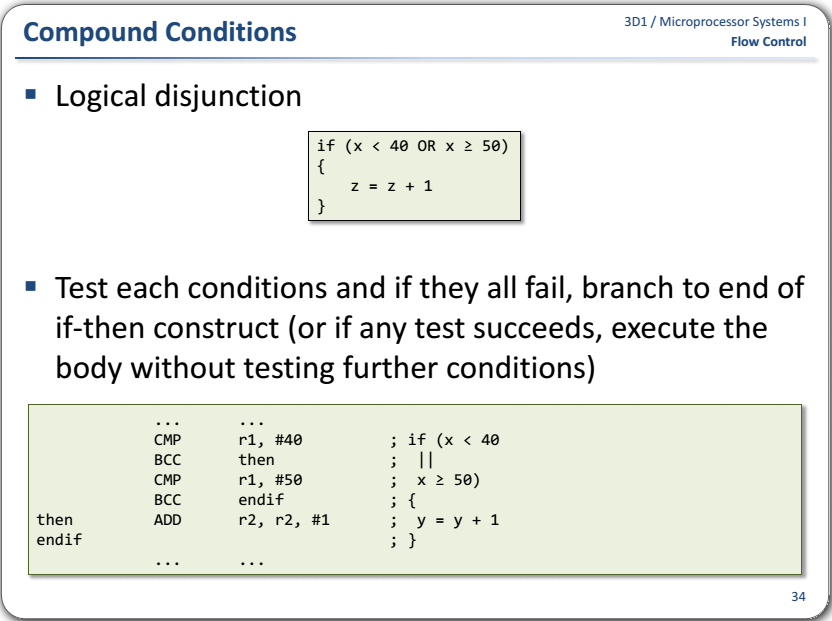 Compound Conditions
3D1 / Microprocessor Systems I
Flow Control
Logical disjunction
if (x < 40 OR x ≥ 50)
{
    z = z + 1
}
Test each conditions and if they all fail, branch to end of
if-then construct (or if any test succeeds, execute the
body without testing further conditions)
... ...
CMP r1, #40 ; if (x < 40
BCC then ; ||
CMP r1, #50 ; x ≥ 50)
BCC endif ; {
then ADD r2, r2, #1 ; y = y + 1
endif ; }
... ...
34